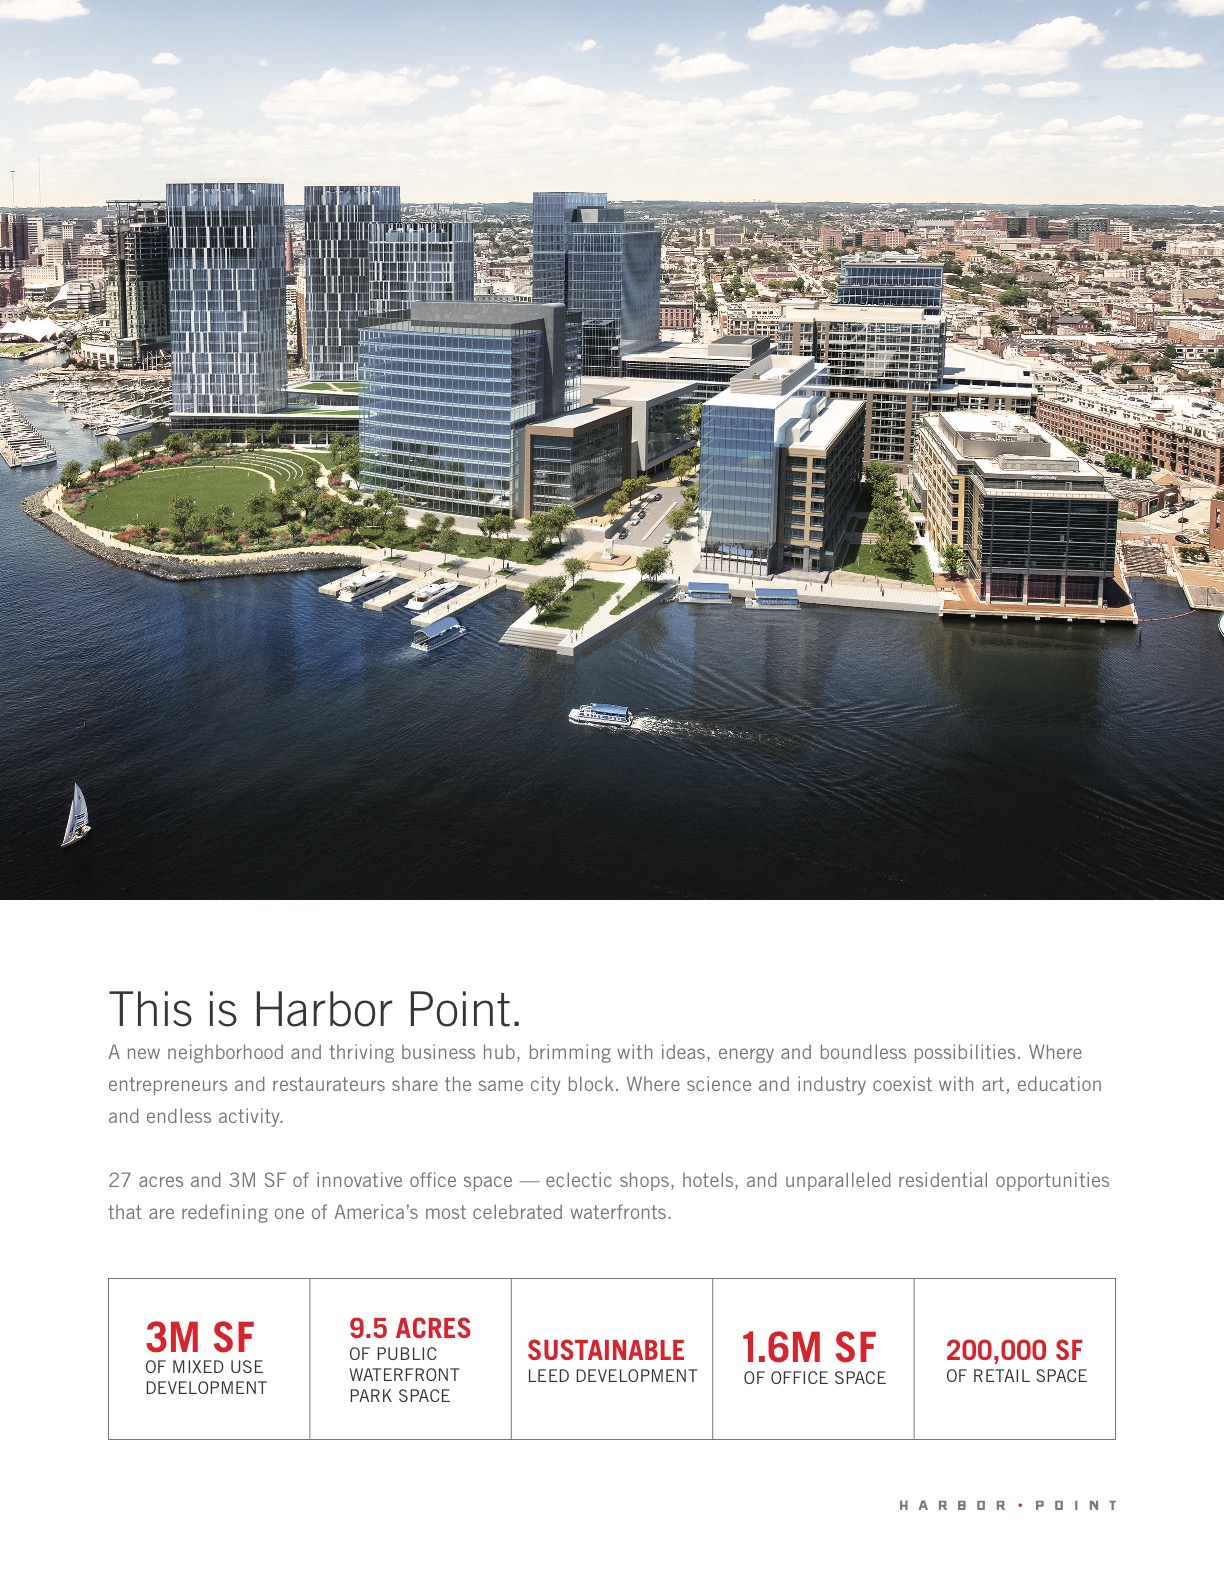 This is Harbor Point.
A new neighborhood and thriving business hub, brimming with ideas, energy and boundless possibilities. Where
entrepreneurs and restaurateurs share the same city block. Where science and industry coexist with art, education
and endless activity.
27 acres and 3M SF of innovative office space — eclectic shops, hotels, and unparalleled residential opportunities
that are redefining one of America’s most celebrated waterfronts.
3M SF
OF MIXED USE
DEVELOPMENT
9.5 ACRES
OF PUBLIC
WATERFRONT
PARK SPACE
SUSTAINABLE
LEED DEVELOPMENT
1.6M SF
OF OFFICE SPACE
200,000 SF
OF RETAIL SPACE
HARBOR • POINT